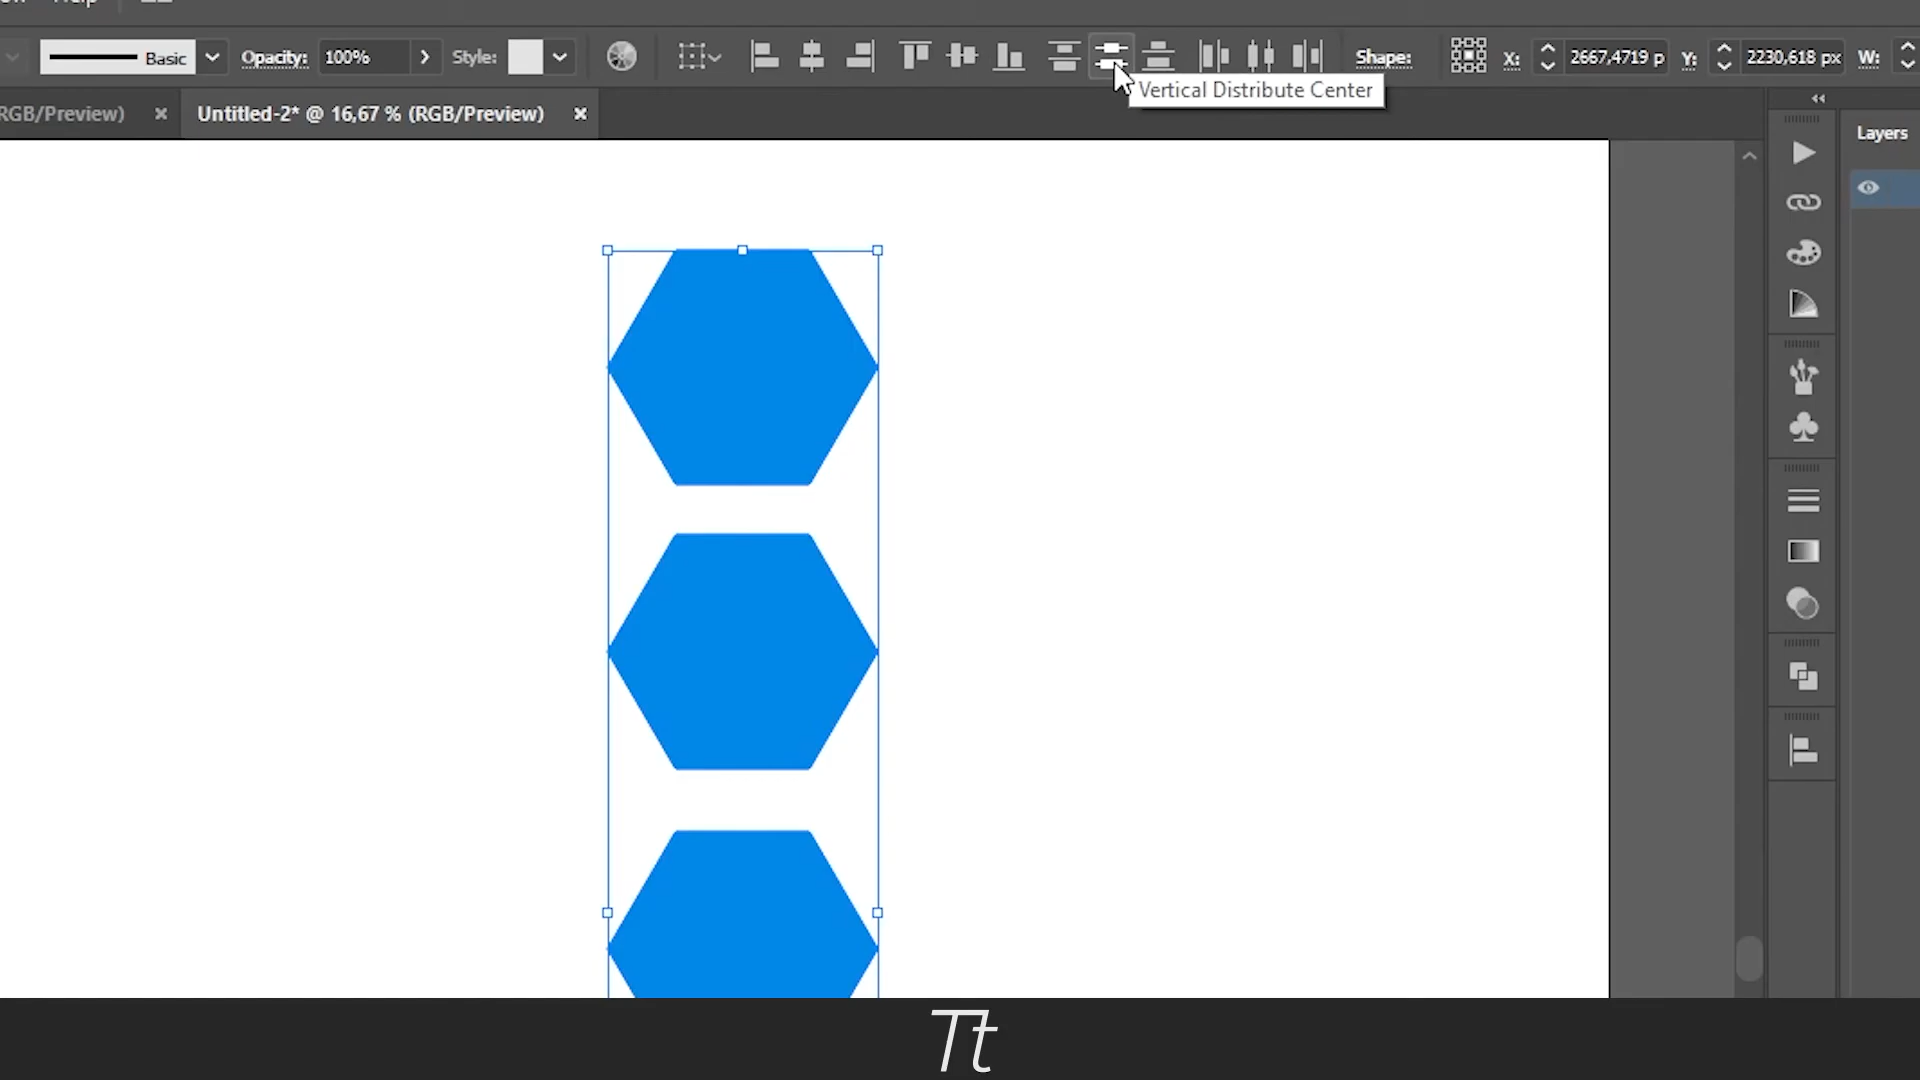 Help
Basic Opacity: 100% Style: Shape: X: 2667,4719 p Y: 2230,618 px W:
Vertical Distribute Center
RGB/Preview) × Untitled-2* @ 16,67 % (RGB/Preview) ×
Layers
Tt